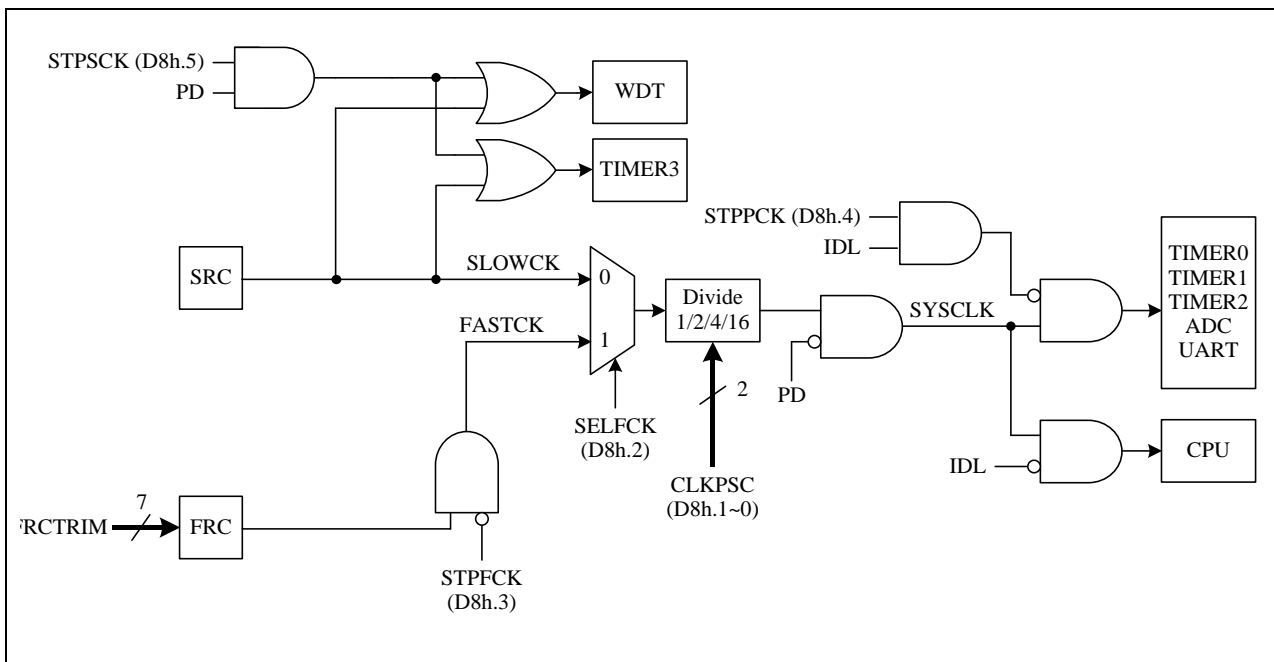 STPSCK (D8h.5)
PD
WDT
TIMER3
STPPCK (D8h.4)
IDL
SRC
SLOWCK
0
FASTCK
1
Divide
1/2/4/16
SYSCLK
TIMER0
TIMER1
TIMER2
ADC
UART
2
PD
SELFCK
(D8h.2)
CLKPSC
(D8h.1~0)
IDL
CPU
7
FRCTRIM
FRC
STPFCK
(D8h.3)